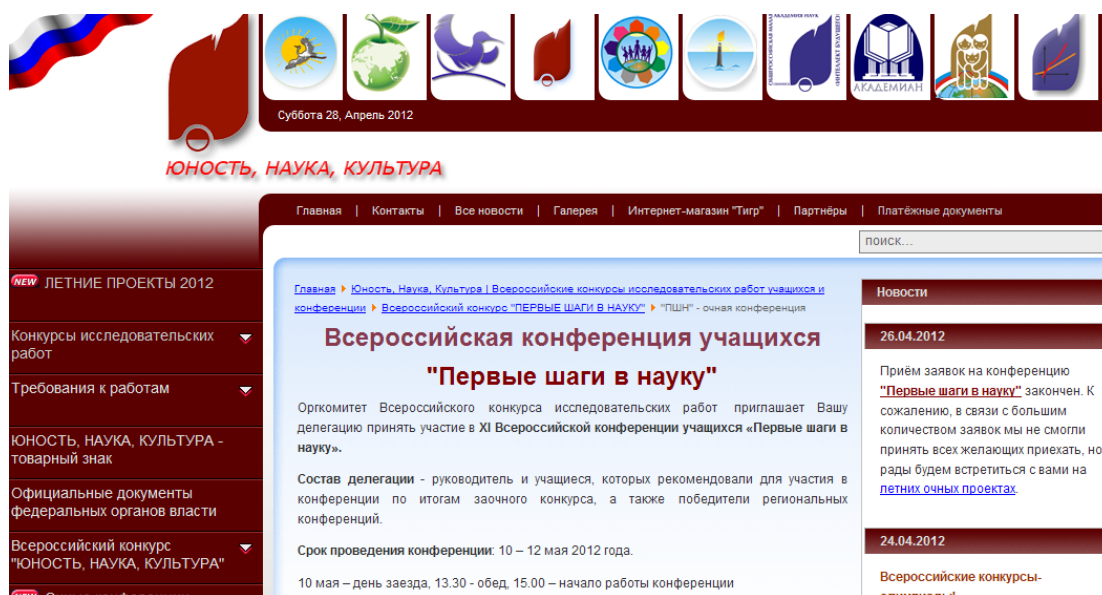 ОБЩЕРОССИЙСКАЯ МАЛАЯ
АКАДЕМИЯ НАУК
«ИНТЕЛЛЕКТ БУДУЩЕГО»
АКАДЕМИАН
Суббота 28, Апрель 2012
ЮНОСТЬ, НАУКА, КУЛЬТУРА
Главная | Контакты | Все новости | Галерея | Интернет-магазин "Тигр" | Партнёры | Платёжные документы
поиск...
NEW ЛЕТНИЕ ПРОЕКТЫ 2012
Конкурсы исследовательских
работ
Требования к работам
ЮНОСТЬ, НАУКА, КУЛЬТУРА -
товарный знак
Официальные документы
федеральных органов власти
Всероссийский конкурс
"ЮНОСТЬ, НАУКА, КУЛЬТУРА"
NEW
Главная Юность, Наука, Культура | Всероссийские конкурсы исследовательских работ учащихся и
конференции Всероссийский конкурс "ПЕРВЫЕ ШАГИ В НАУКУ" "ПШН" - очная конференция
Всероссийская конференция учащихся
"Первые шаги в науку"
Оргкомитет Всероссийского конкурса исследовательских работ приглашает Вашу
делегацию принять участие в XI Всероссийской конференции учащихся «Первые шаги в
науку».
Состав делегации - руководитель и учащиеся, которых рекомендовали для участия в
конференции по итогам заочного конкурса, а также победители региональных
конференций.
Срок проведения конференции: 10 – 12 мая 2012 года.
10 мая – день заезда, 13.30 - обед, 15.00 – начало работы конференции
Новости
26.04.2012
Приём заявок на конференцию
"Первые шаги в науку" закончен. К
сожалению, в связи с большим
количеством заявок мы не смогли
принять всех желающих приехать, но
рады будем встретиться с вами на
летних очных проектах.
24.04.2012
Всероссийские конкурсы-